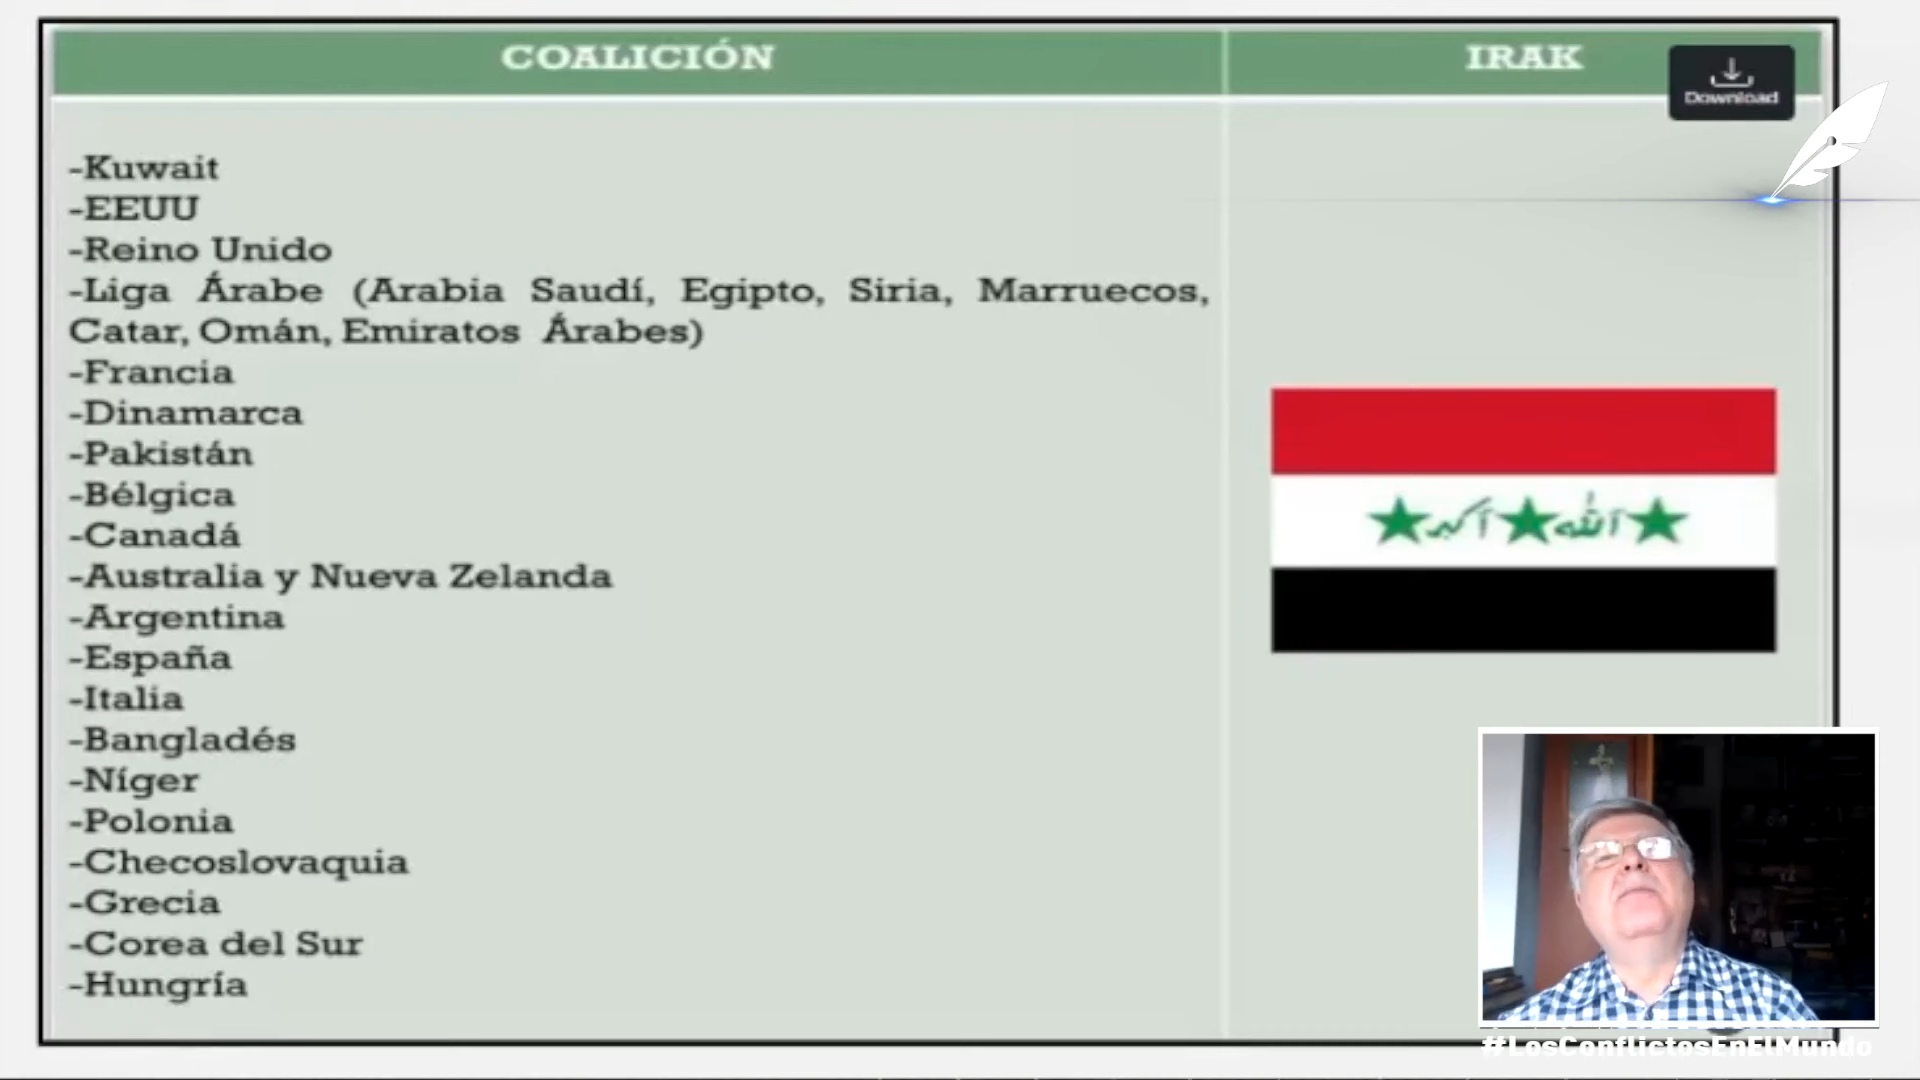 COALICIÓN
IRAK
Download
-Kuwait
-EEUU
-Reino Unido
-Liga Árabe (Arabia Saudí, Egipto, Siria, Marruecos,
Catar, Omán, Emiratos Árabes)
-Francia
-Dinamarca
-Pakistán
-Bélgica
-Canadá
-Australia y Nueva Zelanda
-Argentina
-España
-Italia
-Bangladés
-Níger
-Polonia
-Checoslovaquia
-Grecia
-Corea del Sur
-Hungría
الله اكبر
#LosConflictosEnElMundo